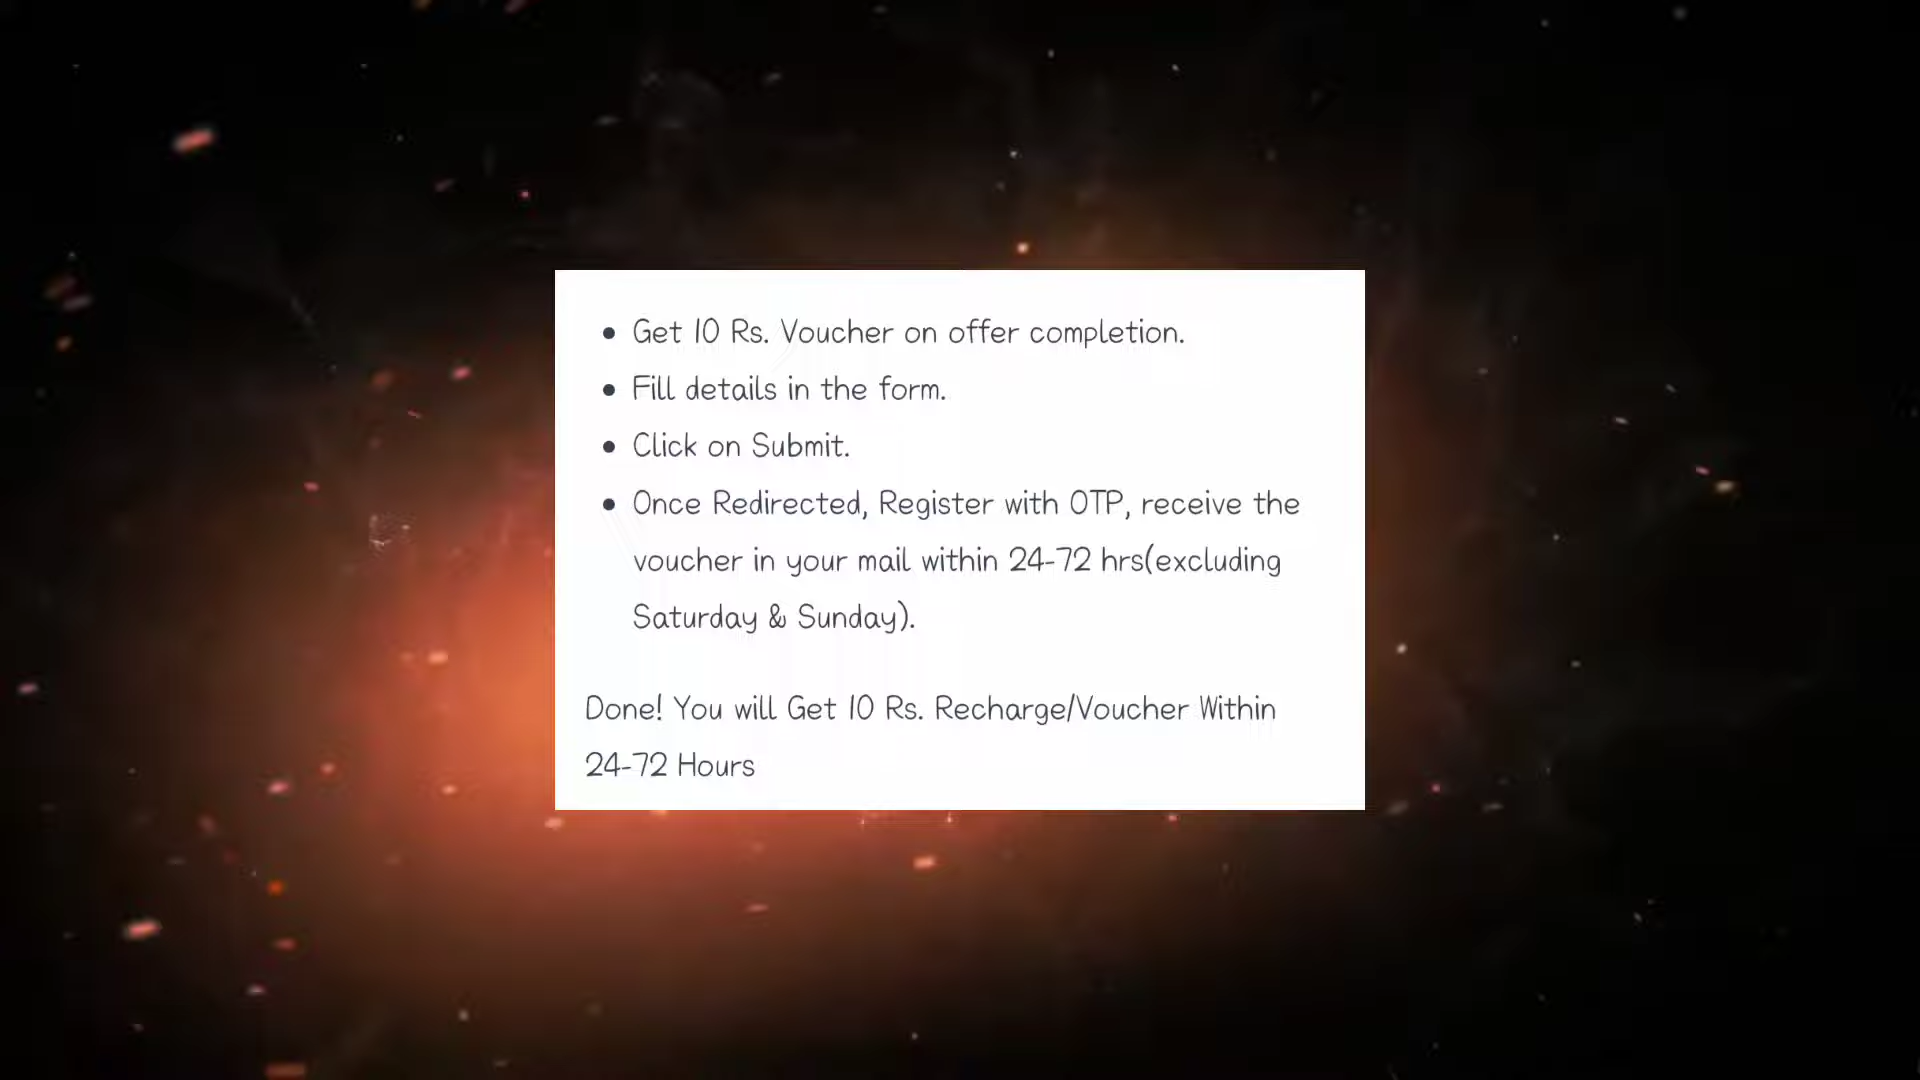 • Get 10 Rs. Voucher on offer completion.
• Fill details in the form.
• Click on Submit.
• Once Redirected, Register with OTP, receive the
voucher in your mail within 24-72 hrs(excluding
Saturday & Sunday).
Done! You will Get 10 Rs. Recharge/Voucher Within
24-72 Hours